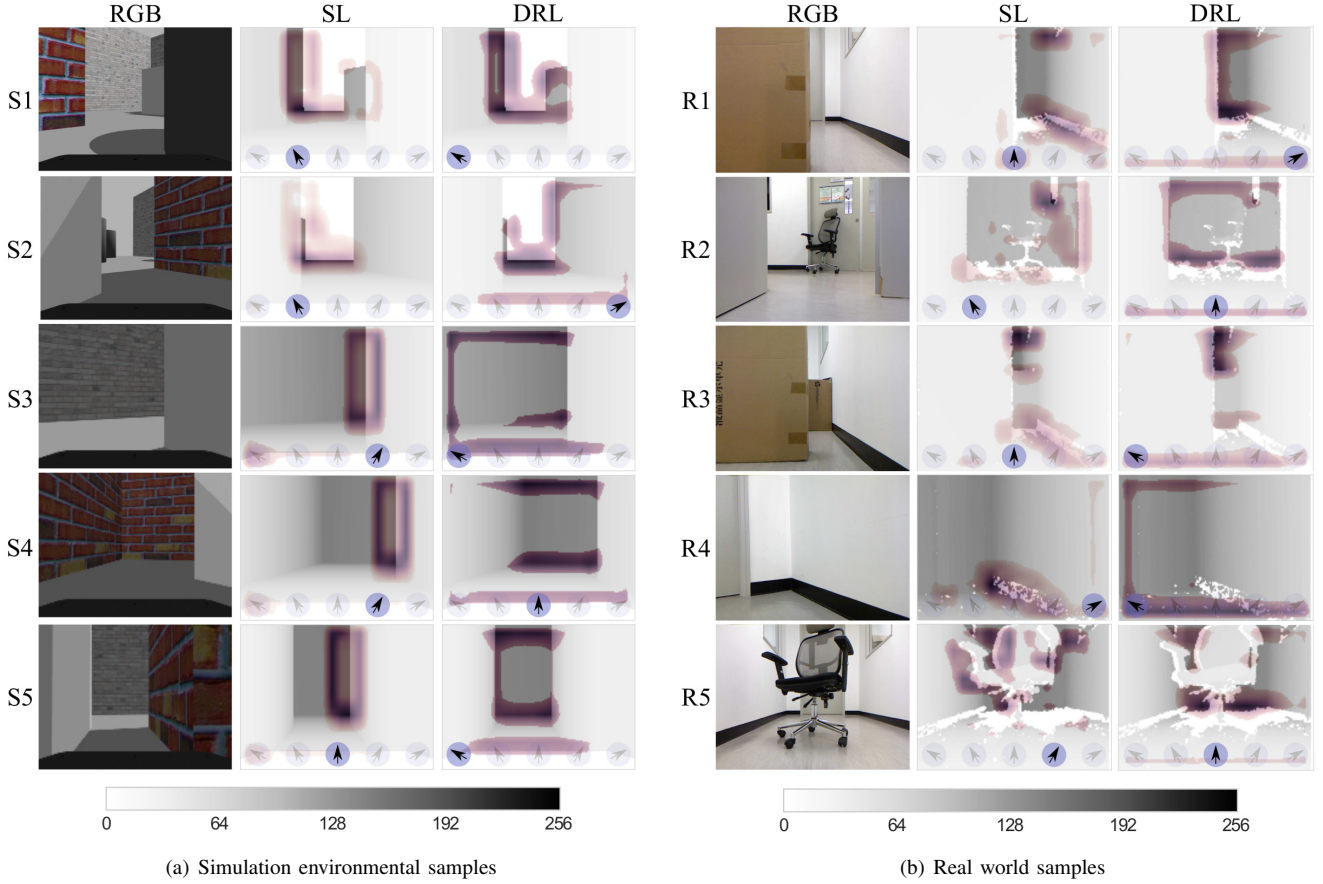 RGB SL DRL RGB SL DRL
S1 R1
S2 R2
S3 R3
S4 R4
S5 R5
0 64 128 192 256 0 64 128 192 256
(a) Simulation environmental samples (b) Real world samples